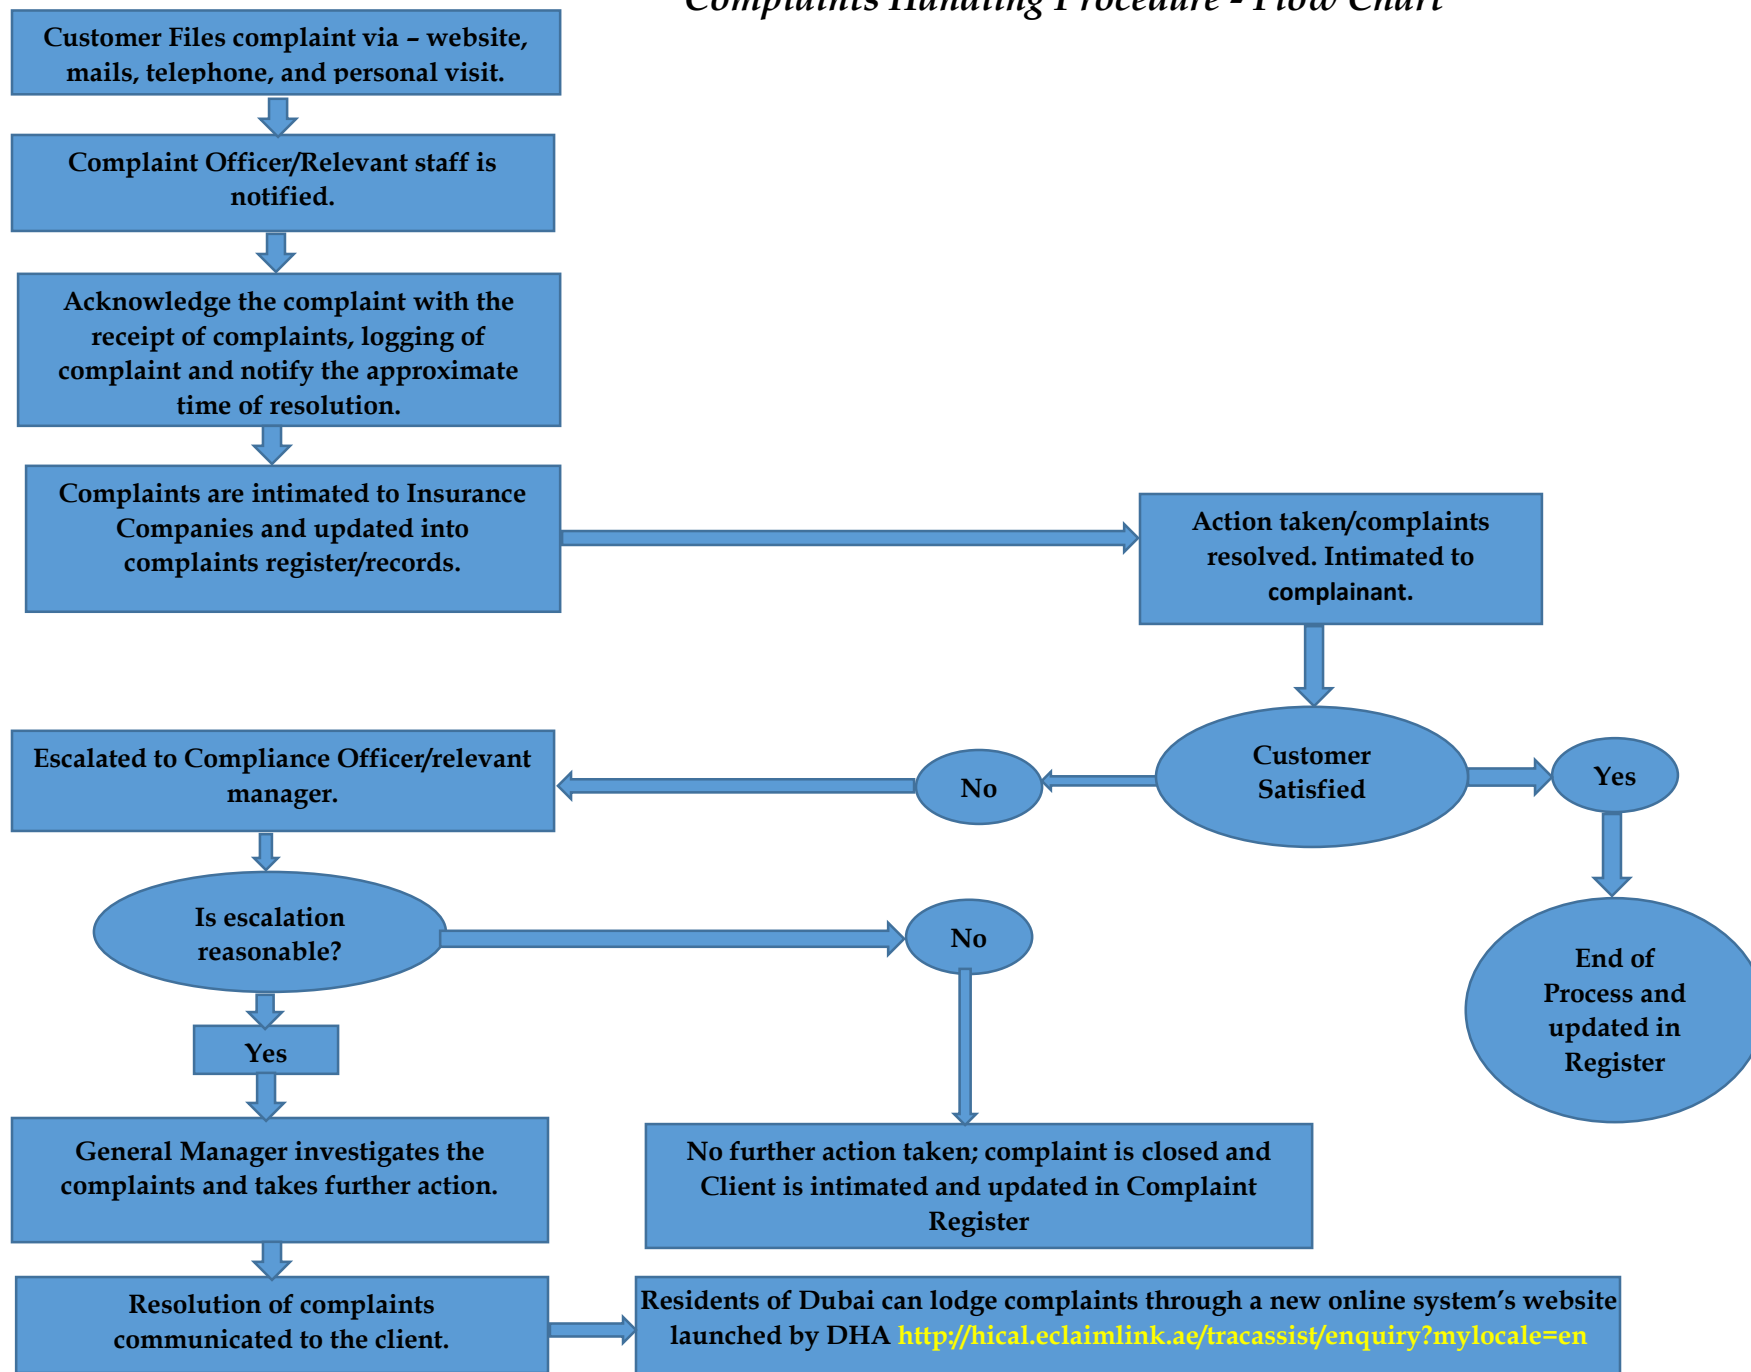 Complaints Handling Procedure - Flow Chart
Customer Files complaint via – website,
mails, telephone, and personal visit.
Complaint Officer/Relevant staff is
notified.
Acknowledge the complaint with the
receipt of complaints, logging of
complaint and notify the approximate
time of resolution.
Complaints are intimated to Insurance
Companies and updated into
complaints register/records.
Action taken/complaints
resolved. Intimated to
complainant.
Customer
Satisfied
Yes
No
Escalated to Compliance Officer/relevant
manager.
Is escalation
reasonable?
No
End of
Process and
updated in
Register
Yes
General Manager investigates the
complaints and takes further action.
No further action taken; complaint is closed and
Client is intimated and updated in Complaint
Register
Resolution of complaints
communicated to the client.
Residents of Dubai can lodge complaints through a new online system's website
launched by DHA http://hical.eclaimlink.ae/tracassist/enquiry?mylocale=en